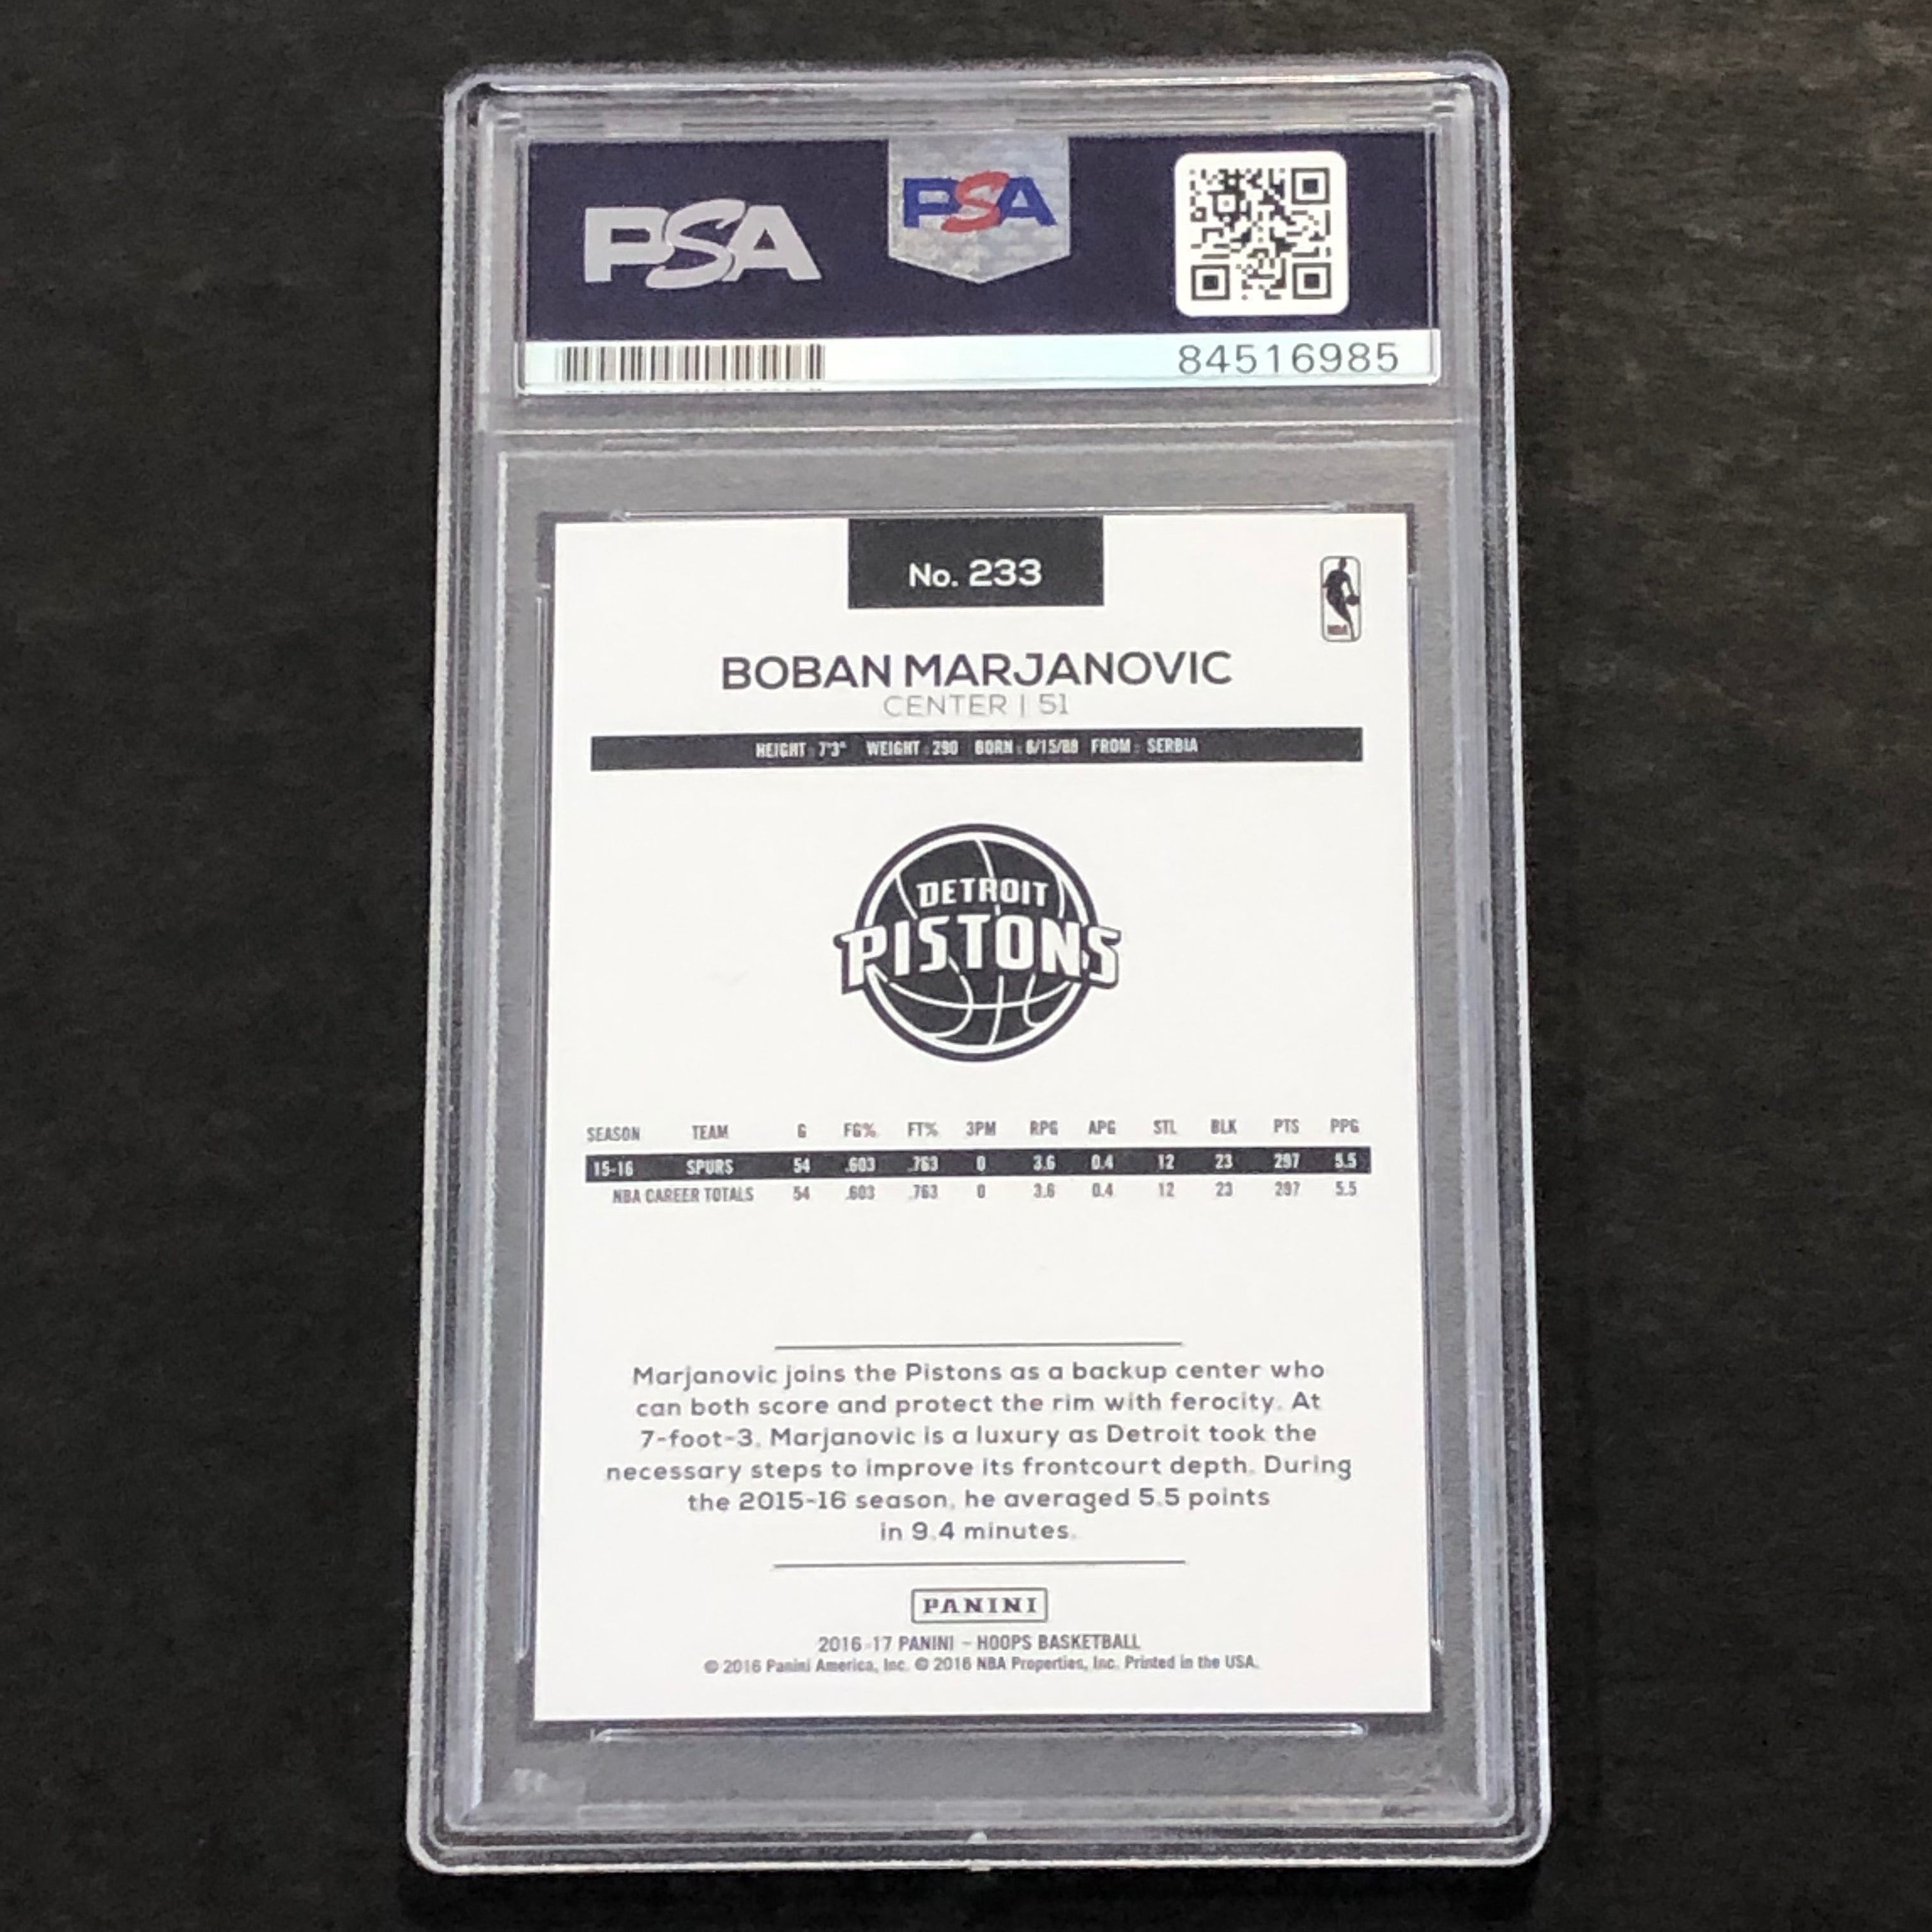 PSA PSA
84516985
No. 233
NBA
BOBAN MARJANOVIC
CENTER | 51
HEIGHT : 7'3" WEIGHT : 290 BORN : 8/15/88 FROM : SERBIA
DETROIT
PISTONS
SEASON TEAM G FG% FT% 3PM RPG APG STL BLK PTS PPG
15-16 SPURS 54 .603 .763 0 3.6 0.4 12 23 297 5.5
NBA CAREER TOTALS 54 .603 .763 0 3.6 0.4 12 23 297 5.5
Marjanovic joins the Pistons as a backup center who
can both score and protect the rim with ferocity. At
7-foot-3, Marjanovic is a luxury as Detroit took the
necessary steps to improve its frontcourt depth. During
the 2015-16 season, he averaged 5.5 points
in 9.4 minutes.
PANINI
2016-17 PANINI – HOOPS BASKETBALL
© 2016 Panini America, Inc. © 2016 NBA Properties, Inc. Printed in the USA.